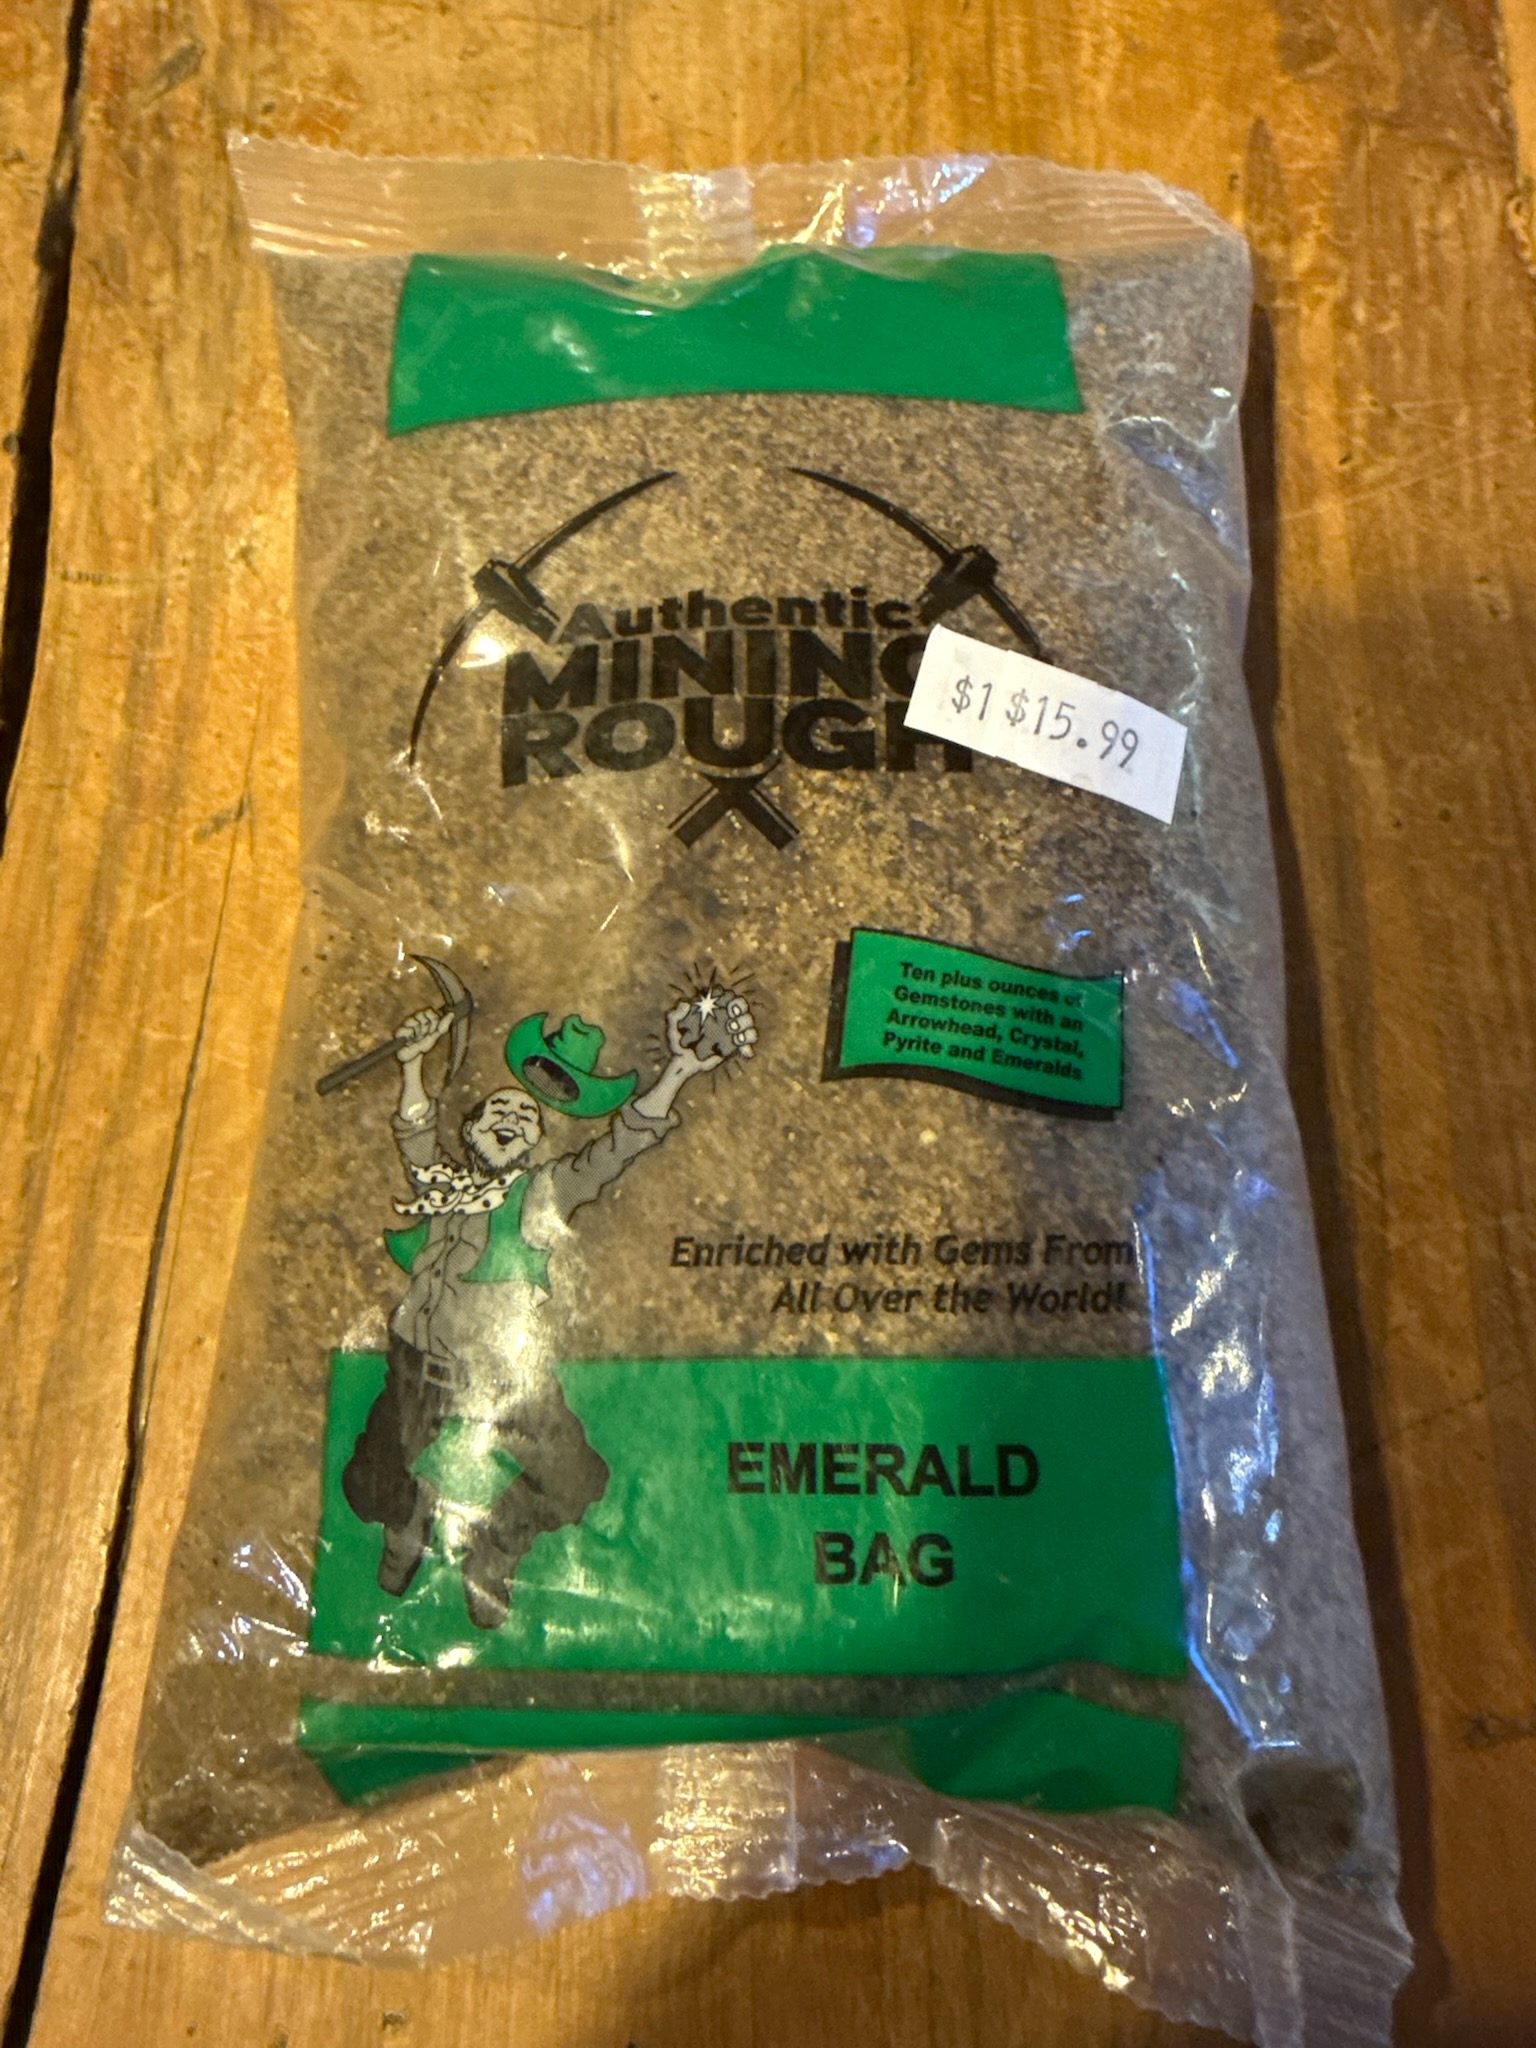 Authentic
MINING
ROUGH
$1 $15.99
Ten plus ounces of
Gemstones with an
Arrowhead, Crystal,
Pyrite and Emeralds
Enriched with Gems From
All Over the World!
EMERALD
BAG